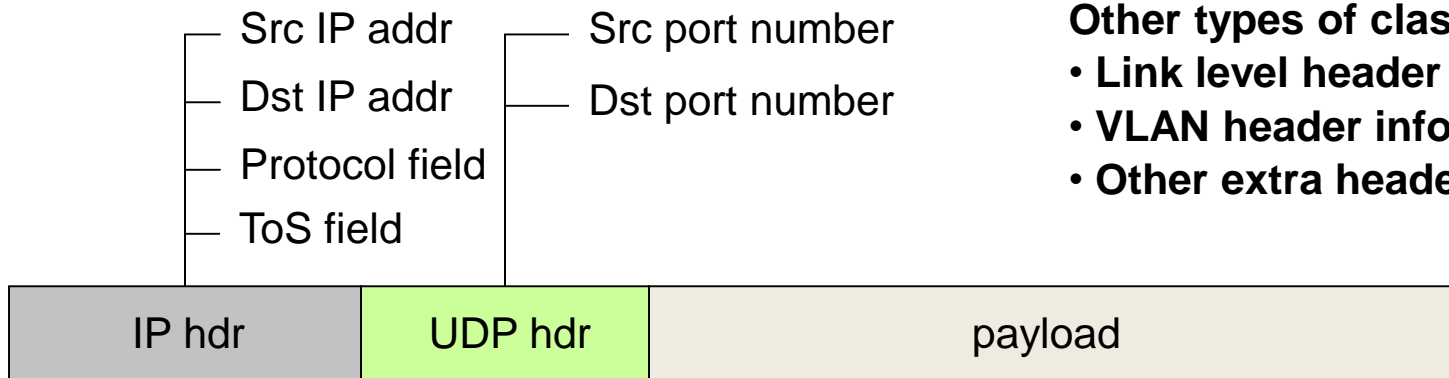 Src IP addr
Dst IP addr
Protocol field
ToS field
Src port number
Dst port number
Other types of
• Link level header
• VLAN header
• Other extra
IP hdr
UDP hdr
payload